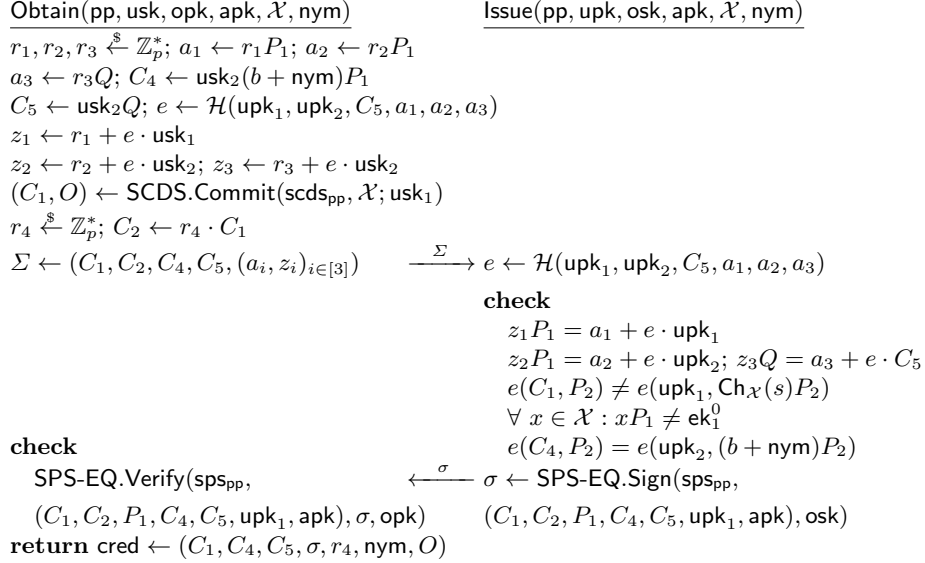 Obtain(pp, usk, opk, apk, 𝒳, nym)
r₁, r₂, r₃ ←$ ℤ*ₚ; a₁ ← r₁P₁; a₂ ← r₂P₁
a₃ ← r₃Q; C₄ ← usk₂(b + nym)P₁
C₅ ← usk₂Q; e ← ℋ(upk₁, upk₂, C₅, a₁, a₂, a₃)
z₁ ← r₁ + e · usk₁
z₂ ← r₂ + e · usk₂; z₃ ← r₃ + e · usk₂
(C₁, O) ← SCDS.Commit(scds_pp, 𝒳; usk₁)
r₄ ←$ ℤ*ₚ; C₂ ← r₄ · C₁
Σ ← (C₁, C₂, C₄, C₅, (aᵢ, zᵢ)_{i∈[3]})
Σ
Issue(pp, upk, osk, apk, 𝒳, nym)
e ← ℋ(upk₁, upk₂, C₅, a₁, a₂, a₃)
check
z₁P₁ = a₁ + e · upk₁
z₂P₁ = a₂ + e · upk₂; z₃Q = a₃ + e · C₅
e(C₁, P₂) ≠ e(upk₁, Ch_𝒳(s)P₂)
∀ x ∈ 𝒳 : xP₁ ≠ ek₁⁰
e(C₄, P₂) = e(upk₂, (b + nym)P₂)
σ ← SPS-EQ.Sign(sps_pp,
(C₁, C₂, P₁, C₄, C₅, upk₁, apk), osk)
σ
check
SPS-EQ.Verify(sps_pp,
(C₁, C₂, P₁, C₄, C₅, upk₁, apk), σ, opk)
return cred ← (C₁, C₄, C₅, σ, r₄, nym, O)